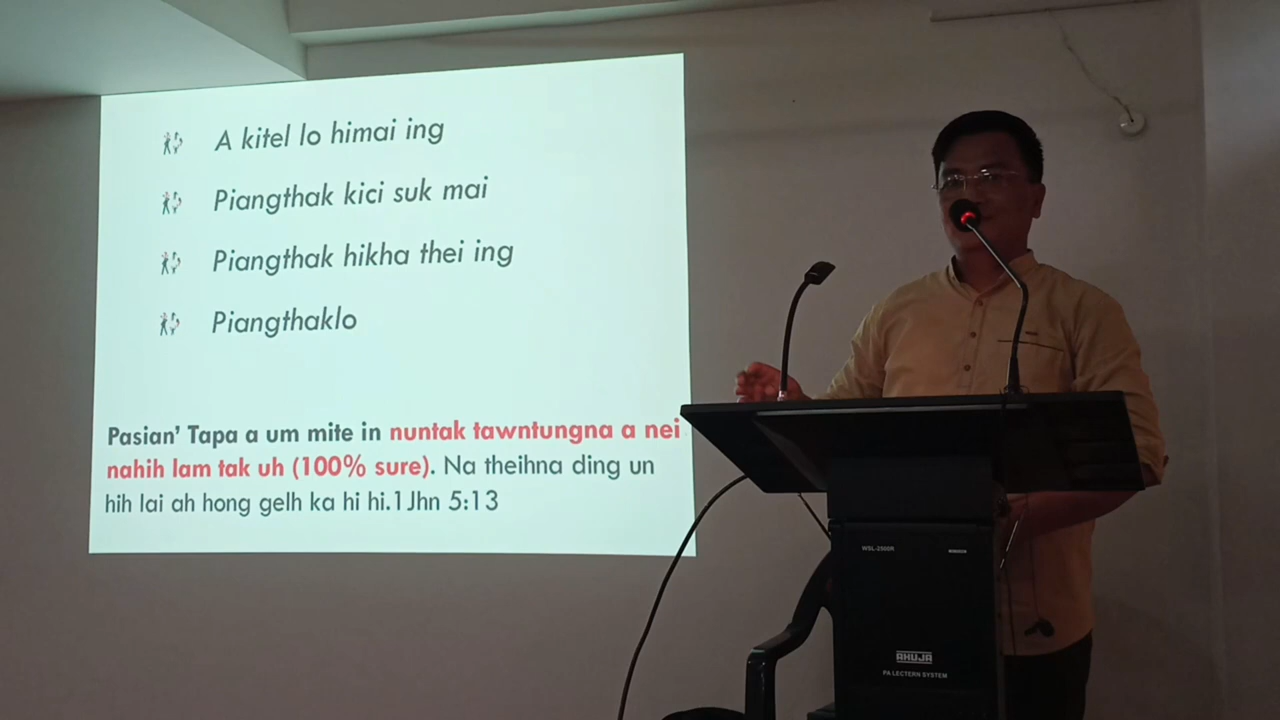 A kitel lo himai ing
Piangthak kici suk mai
Piangthak hikha thei ing
Piangthaklo
Pasian' Tapa a um mite in nuntak tawntungna a nei
nahih lam tak uh (100% sure). Na theihna ding un
hih lai ah hong gelh ka hi hi.1Jhn 5:13
WSL-2500R
AHUJA
PA LECTERN SYSTEM